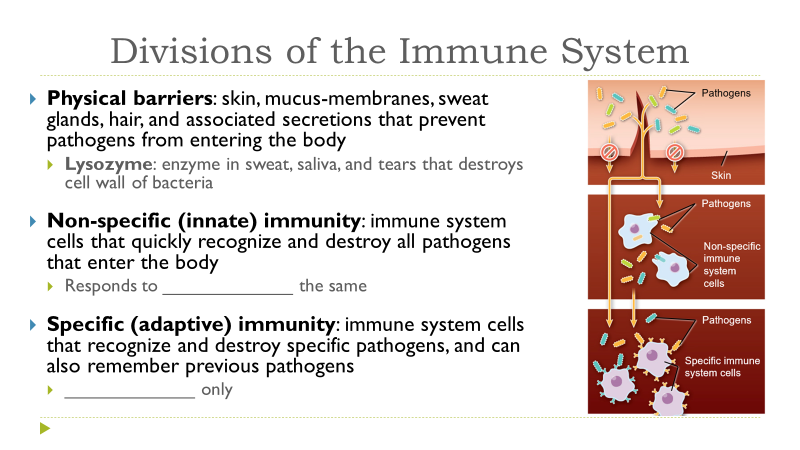 Divisions of the Immune System
Physical barriers: skin, mucus-membranes, sweat
glands, hair, and associated secretions that prevent
pathogens from entering the body
Lysozyme: enzyme in sweat, saliva, and tears that destroys
cell wall of bacteria
Non-specific (innate) immunity: immune system
cells that quickly recognize and destroy all pathogens
that enter the body
Responds to ______________ the same
Specific (adaptive) immunity: immune system cells
that recognize and destroy specific pathogens, and can
also remember previous pathogens
______________ only
Pathogens
Skin
Pathogens
Non-specific
immune
system
cells
Pathogens
Specific immune
system cells